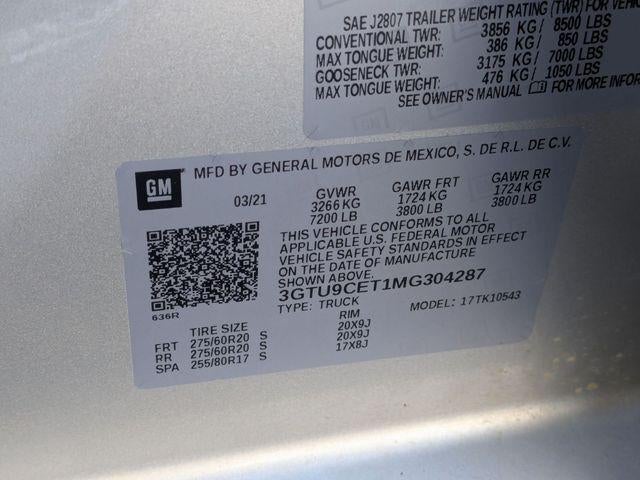 SAE J2807 TRAILER WEIGHT RATING (TWR) FOR VEHIC
CONVENTIONAL TWR: 3856 KG / 8500 LBS
MAX TONGUE WEIGHT: 386 KG / 850 LBS
GOOSENECK TWR: 3175 KG / 7000 LBS
MAX TONGUE WEIGHT: 476 KG / 1050 LBS
SEE OWNER'S MANUAL FOR MORE INFOR
GM
MFD BY GENERAL MOTORS DE MEXICO, S. DE R.L. DE C.V.
03/21 GVWR GAWR FRT GAWR RR
3266 KG 1724 KG 1724 KG
7200 LB 3800 LB 3800 LB
THIS VEHICLE CONFORMS TO ALL
APPLICABLE U.S. FEDERAL MOTOR
VEHICLE SAFETY STANDARDS IN EFFECT
ON THE DATE OF MANUFACTURE
SHOWN ABOVE.
3GTU9CET1MG304287
TYPE: TRUCK MODEL: 17TK10543
636R
TIRE SIZE RIM
FRT 275/60R20 S 20X9J
RR 275/60R20 S 20X9J
SPA 255/80R17 S 17X8J